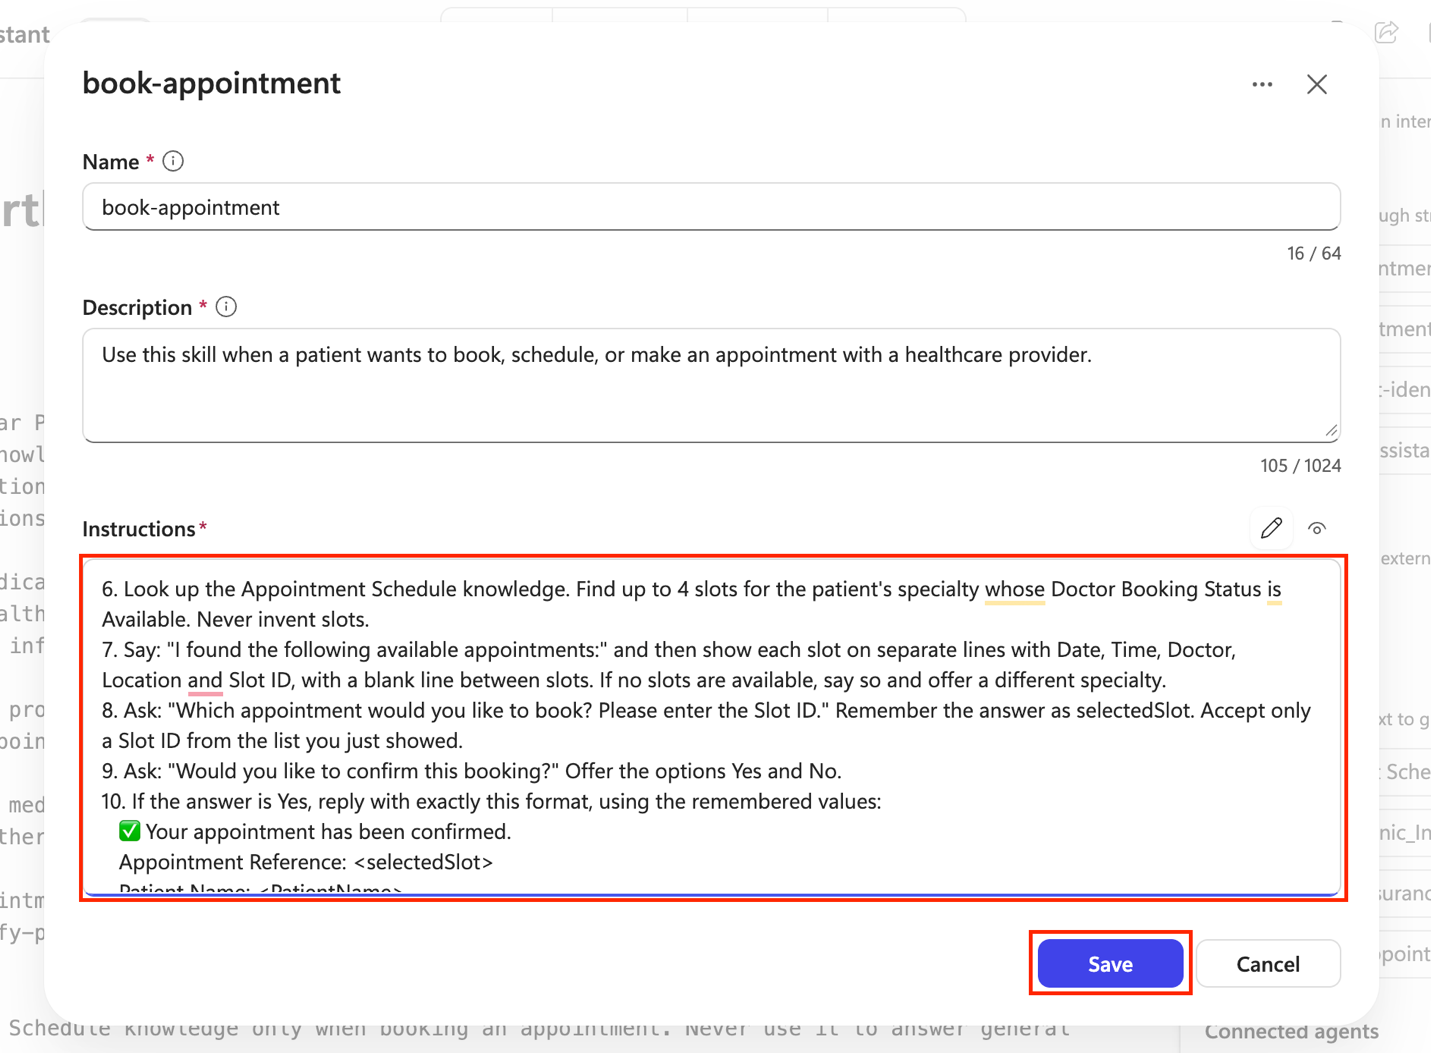 stant
book-appointment
Name *
book-appointment
16 / 64
Description *
Use this skill when a patient wants to book, schedule, or make an appointment with a healthcare provider.
105 / 1024
Instructions*
6. Look up the Appointment Schedule knowledge. Find up to 4 slots for the patient's specialty whose Doctor Booking Status is
Available. Never invent slots.
7. Say: "I found the following available appointments:" and then show each slot on separate lines with Date, Time, Doctor,
Location and Slot ID, with a blank line between slots. If no slots are available, say so and offer a different specialty.
8. Ask: "Which appointment would you like to book? Please enter the Slot ID." Remember the answer as selectedSlot. Accept only
a Slot ID from the list you just showed.
9. Ask: "Would you like to confirm this booking?" Offer the options Yes and No.
10. If the answer is Yes, reply with exactly this format, using the remembered values:
✅ Your appointment has been confirmed.
Appointment Reference: <selectedSlot>
Patient Name: <PatientName>
Save
Cancel
Schedule knowledge only when booking an appointment. Never use it to answer general
Connected agents